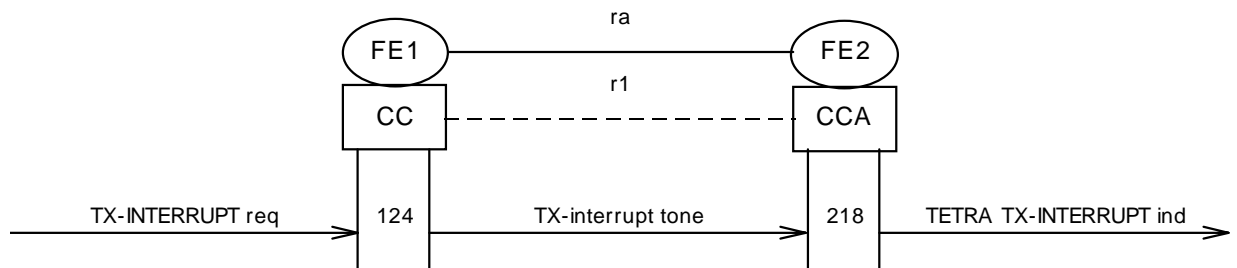 ra
FE1
FE2
r1
CC
CCA
TX-INTERRUPT req
124
TX-interrupt tone
218
TETRA TX-INTERRUPT ind